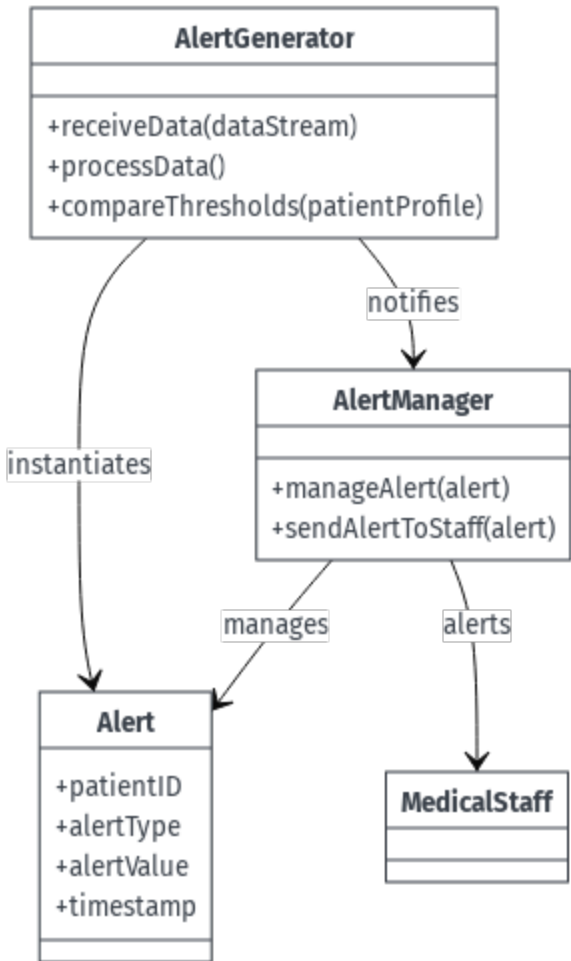 AlertGenerator
+receiveData(dataStream)
+processData()
+compareThresholds(patientProfile)
notifies
AlertManager
instantiates
+manageAlert(alert)
+sendAlertToStaff(alert)
manages
alerts
Alert
+patientID
+alertType
+alertValue
+timestamp
MedicalStaff